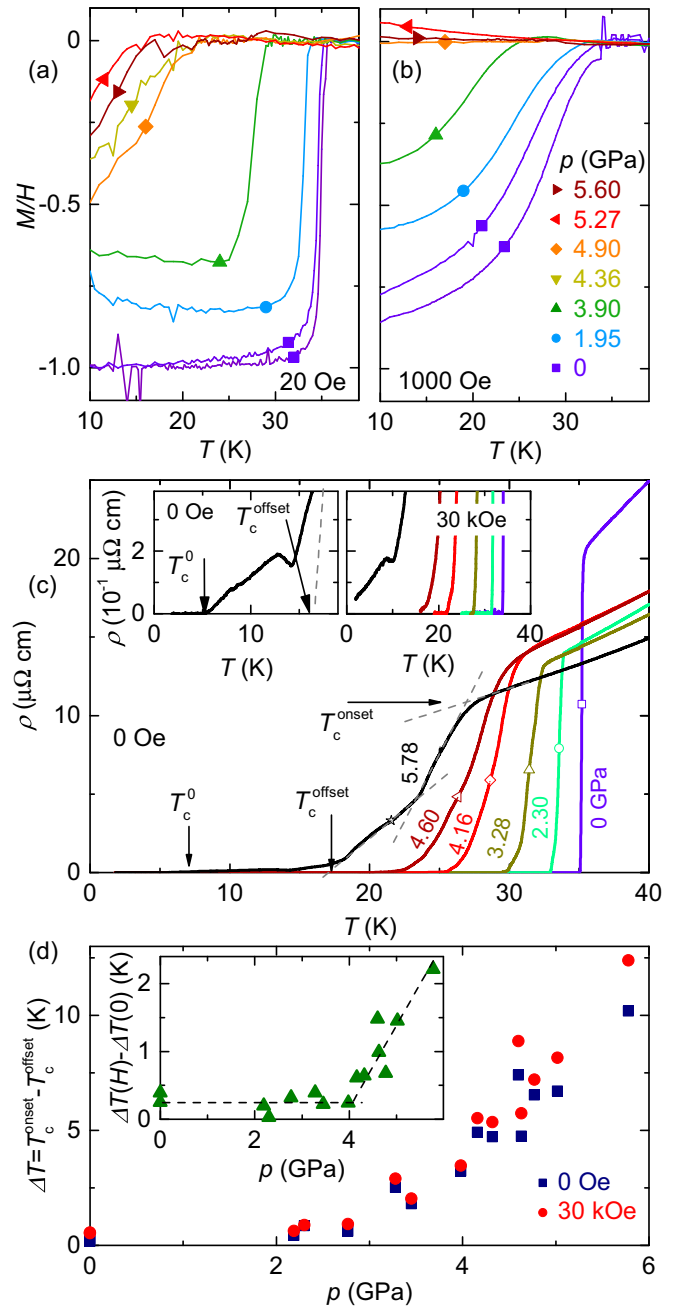 (a)
(b)
0
-0.5
-1.0
M/H
20 Oe
1000 Oe
p (GPa)
5.60
5.27
4.90
4.36
3.90
1.95
0
10 20 30
10 20 30
T (K)
T (K)
(c)
ρ (μΩ cm)
20
10
0
0 Oe
T_c^0
T_c^offset
ρ (10^-1 μΩ cm)
2
0
0 10
T (K)
30 kOe
0 20 40
T (K)
0 Oe
T_c^onset
T_c^0
T_c^offset
5.78
4.60
4.16
3.28
2.30
0 GPa
0 10 20 30 40
T (K)
(d)
ΔT=T_c^onset-T_c^offset (K)
10
5
0
ΔT(H)-ΔT(0) (K)
2
1
0
0 2 4
p (GPa)
0 Oe
30 kOe
0 2 4 6
p (GPa)